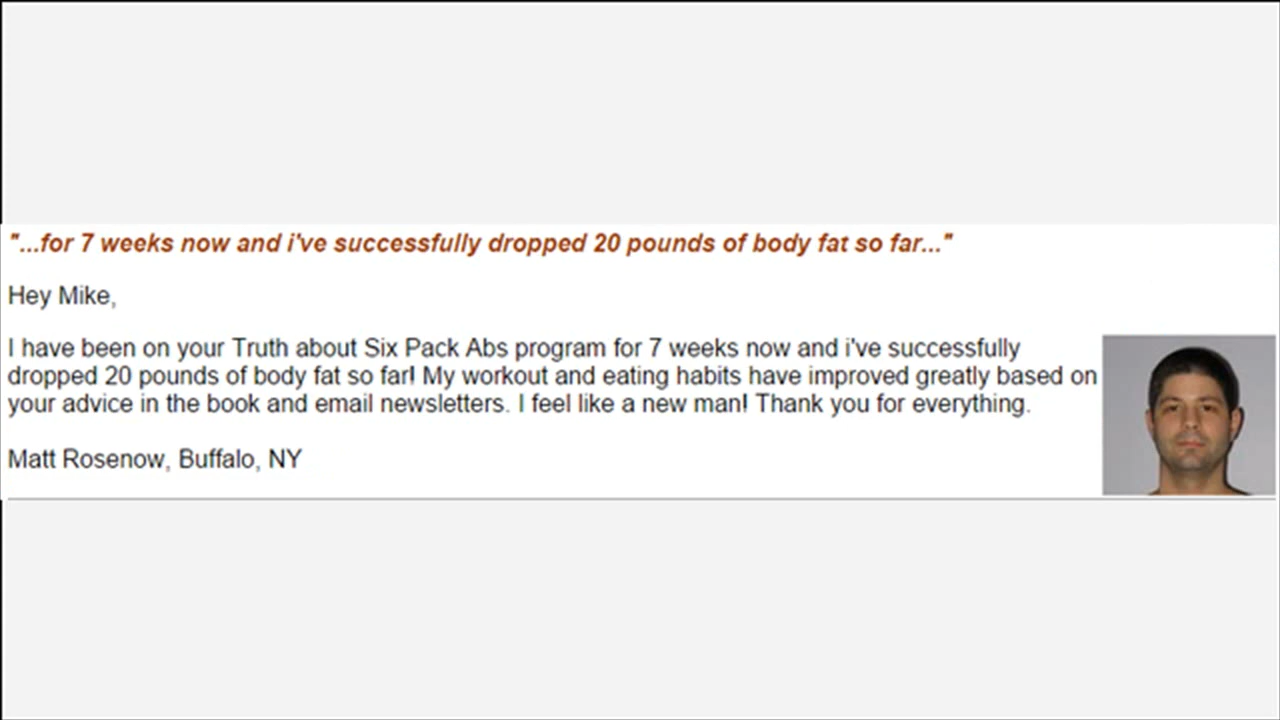 "...for 7 weeks now and i've successfully dropped 20 pounds of body fat so far..."
Hey Mike,
I have been on your Truth about Six Pack Abs program for 7 weeks now and i've successfully
dropped 20 pounds of body fat so far! My workout and eating habits have improved greatly based on
your advice in the book and email newsletters. I feel like a new man! Thank you for everything.
Matt Rosenow, Buffalo, NY